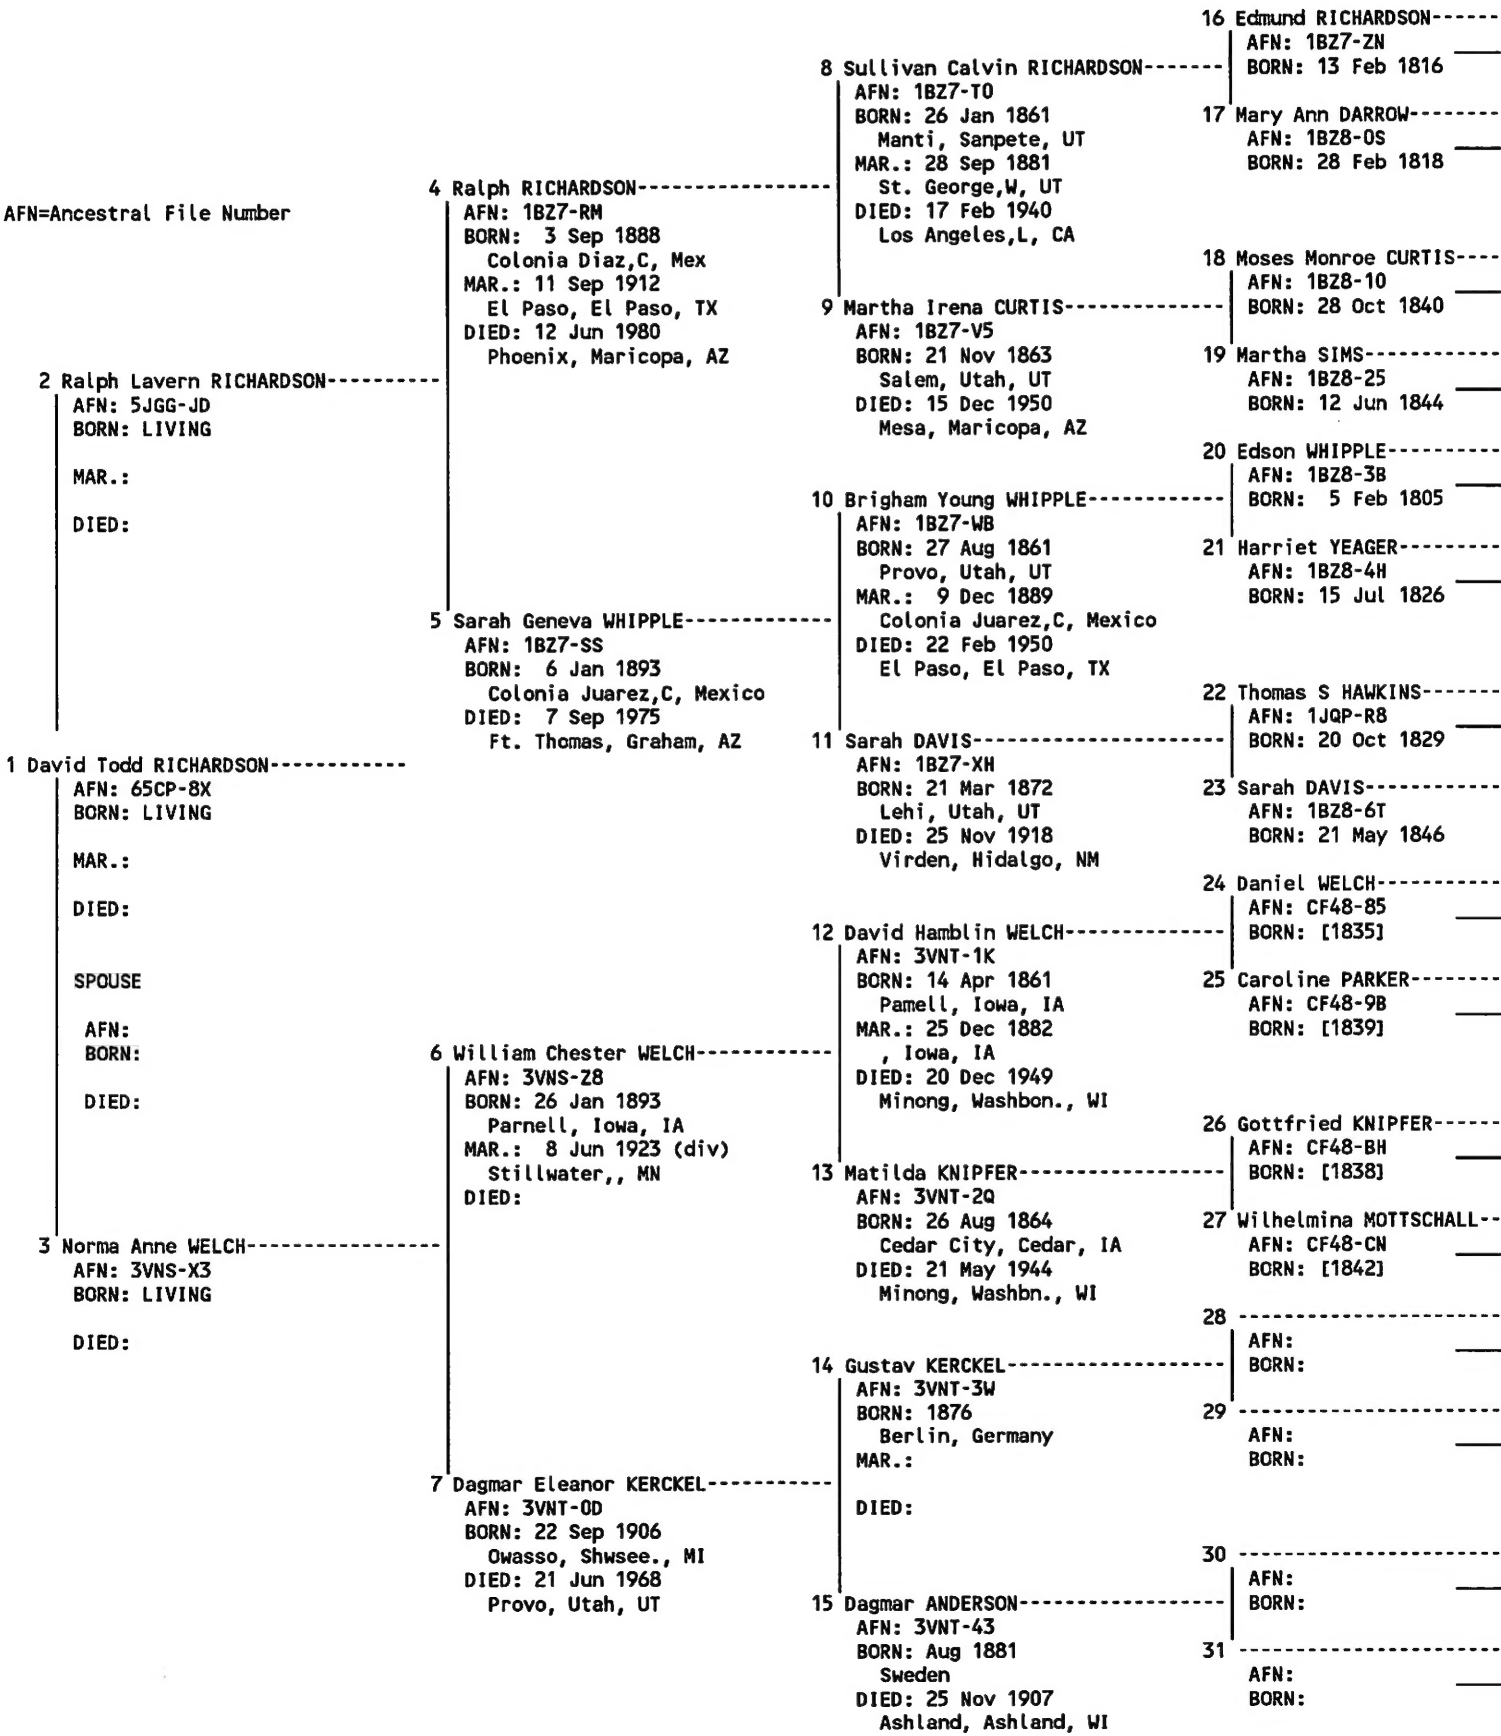 AFN=Ancestral File Number
1 David Todd RICHARDSON------------
AFN: 65CP-8X
BORN: LIVING
MAR.:
DIED:
SPOUSE
AFN:
BORN:
DIED:
2 Ralph Lavern RICHARDSON----------
AFN: 5JGG-JD
BORN: LIVING
MAR.:
DIED:
3 Norma Anne WELCH-----------------
AFN: 3VNS-X3
BORN: LIVING
DIED:
4 Ralph RICHARDSON-----------------
AFN: 1BZ7-RM
BORN: 3 Sep 1888
Colonia Diaz,C, Mex
MAR.: 11 Sep 1912
El Paso, El Paso, TX
DIED: 12 Jun 1980
Phoenix, Maricopa, AZ
5 Sarah Geneva WHIPPLE-------------
AFN: 1BZ7-SS
BORN: 6 Jan 1893
Colonia Juarez,C, Mexico
DIED: 7 Sep 1975
Ft. Thomas, Graham, AZ
6 William Chester WELCH------------
AFN: 3VNS-Z8
BORN: 26 Jan 1893
Parnell, Iowa, IA
MAR.: 8 Jun 1923 (div)
Stillwater,, MN
DIED:
7 Dagmar Eleanor KERCKEL-----------
AFN: 3VNT-0D
BORN: 22 Sep 1906
Owasso, Shwsee., MI
DIED: 21 Jun 1968
Provo, Utah, UT
8 Sullivan Calvin RICHARDSON-------
AFN: 1BZ7-T0
BORN: 26 Jan 1861
Manti, Sanpete, UT
MAR.: 28 Sep 1881
St. George,W, UT
DIED: 17 Feb 1940
Los Angeles,L, CA
9 Martha Irena CURTIS--------------
AFN: 1BZ7-V5
BORN: 21 Nov 1863
Salem, Utah, UT
DIED: 15 Dec 1950
Mesa, Maricopa, AZ
10 Brigham Young WHIPPLE------------
AFN: 1BZ7-WB
BORN: 27 Aug 1861
Provo, Utah, UT
MAR.: 9 Dec 1889
Colonia Juarez,C, Mexico
DIED: 22 Feb 1950
El Paso, El Paso, TX
11 Sarah DAVIS----------------------
AFN: 1BZ7-XH
BORN: 21 Mar 1872
Lehi, Utah, UT
DIED: 25 Nov 1918
Virden, Hidalgo, NM
12 David Hamblin WELCH--------------
AFN: 3VNT-1K
BORN: 14 Apr 1861
Pamell, Iowa, IA
MAR.: 25 Dec 1882
, Iowa, IA
DIED: 20 Dec 1949
Minong, Washbon., WI
13 Matilda KNIPFER------------------
AFN: 3VNT-2Q
BORN: 26 Aug 1864
Cedar City, Cedar, IA
DIED: 21 May 1944
Minong, Washbn., WI
14 Gustav KERCKEL-------------------
AFN: 3VNT-3W
BORN: 1876
Berlin, Germany
MAR.:
DIED:
15 Dagmar ANDERSON------------------
AFN: 3VNT-43
BORN: Aug 1881
Sweden
DIED: 25 Nov 1907
Ashland, Ashland, WI
16 Edmund RICHARDSON------
AFN: 1BZ7-ZN
BORN: 13 Feb 1816
17 Mary Ann DARROW--------
AFN: 1BZ8-0S
BORN: 28 Feb 1818
18 Moses Monroe CURTIS----
AFN: 1BZ8-10
BORN: 28 Oct 1840
19 Martha SIMS------------
AFN: 1BZ8-25
BORN: 12 Jun 1844
20 Edson WHIPPLE----------
AFN: 1BZ8-3B
BORN: 5 Feb 1805
21 Harriet YEAGER---------
AFN: 1BZ8-4H
BORN: 15 Jul 1826
22 Thomas S HAWKINS-------
AFN: 1JQP-R8
BORN: 20 Oct 1829
23 Sarah DAVIS------------
AFN: 1BZ8-6T
BORN: 21 May 1846
24 Daniel WELCH-----------
AFN: CF48-85
BORN: [1835]
25 Caroline PARKER--------
AFN: CF48-9B
BORN: [1839]
26 Gottfried KNIPFER------
AFN: CF48-BH
BORN: [1838]
27 Wilhelmina MOTTSCHALL--
AFN: CF48-CN
BORN: [1842]
28 -----------------------
AFN:
BORN:
29 -----------------------
AFN:
BORN:
30 -----------------------
AFN:
BORN:
31 -----------------------
AFN:
BORN: